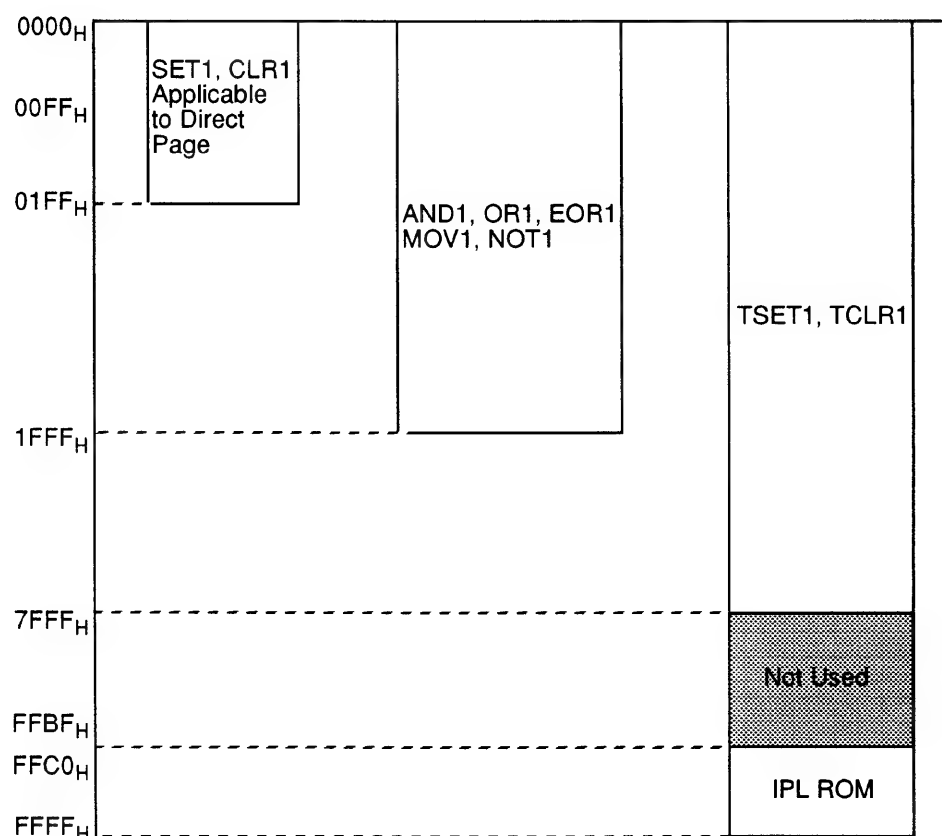 0000H
SET1, CLR1
Applicable
to Direct
Page
00FFH
01FFH
AND1, OR1, EOR1
MOV1, NOT1
TSET1, TCLR1
1FFFH
7FFFH
Not Used
FFBFH
FFC0H
IPL ROM
FFFFH